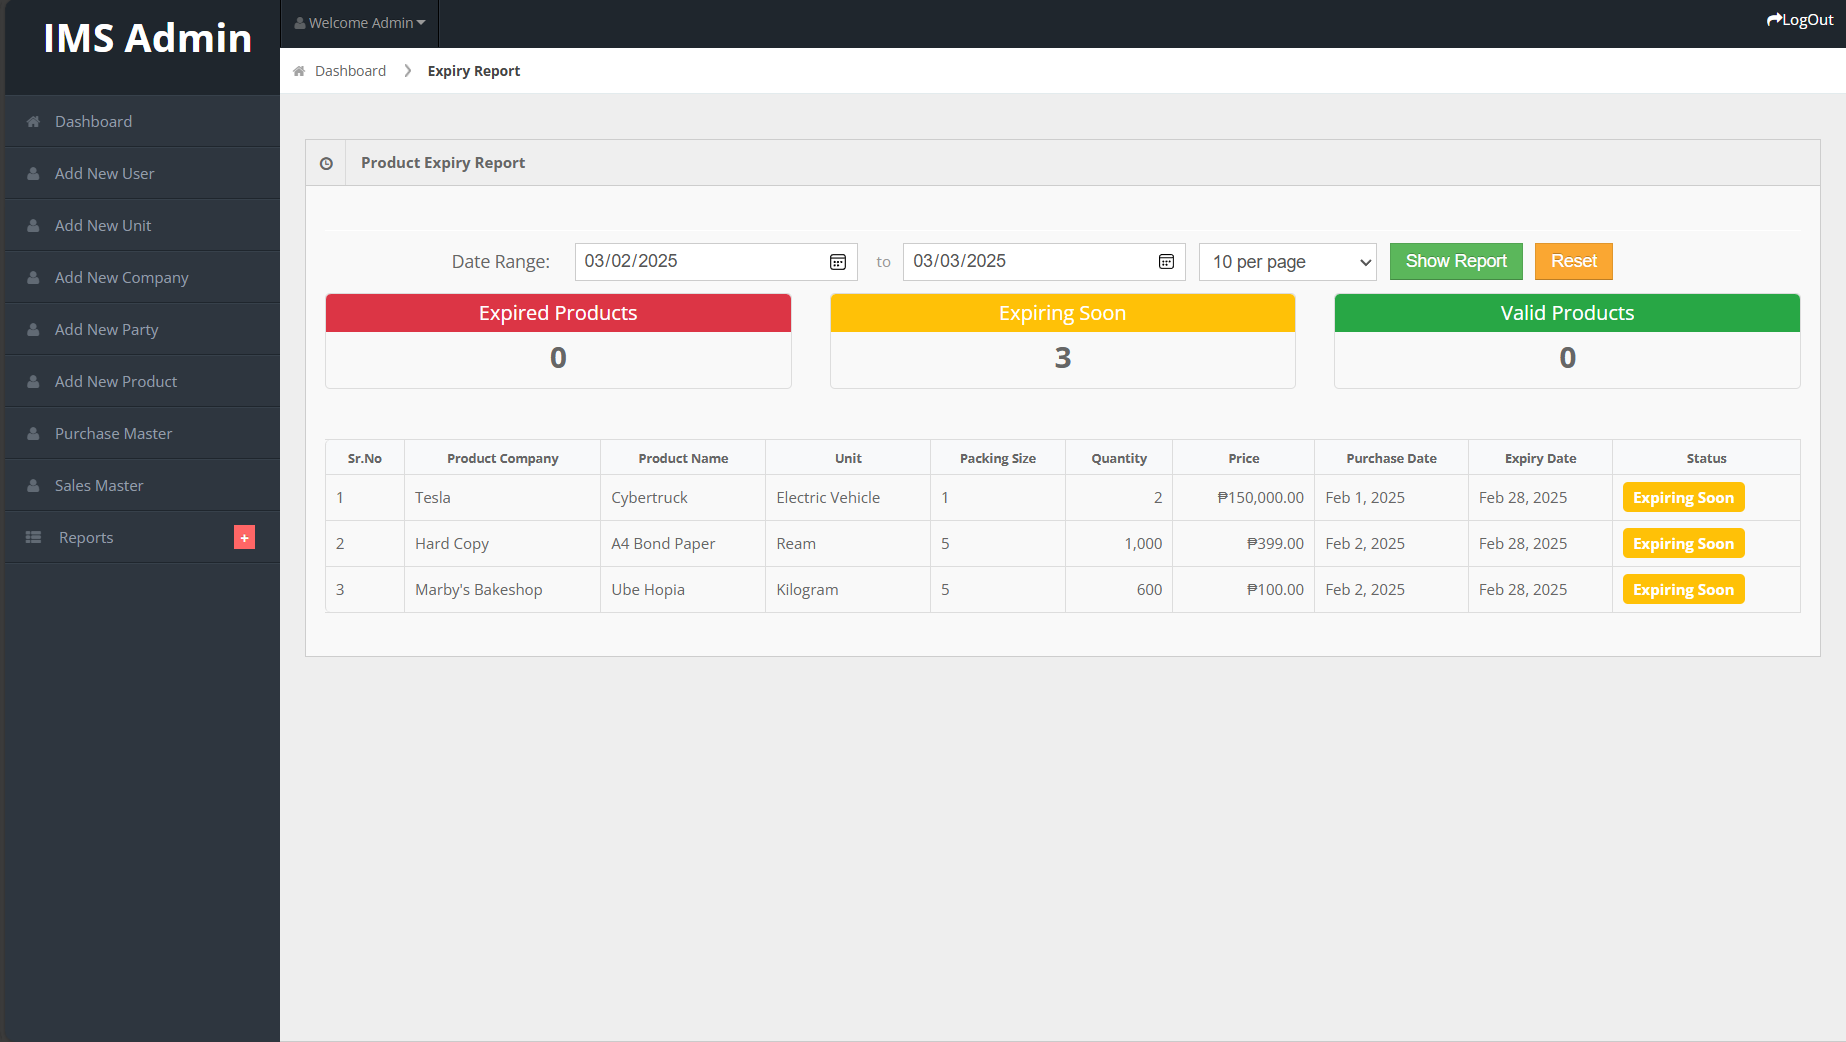 IMS Admin
Welcome Admin
LogOut
Dashboard
Expiry Report
Dashboard
Add New User
Add New Unit
Add New Company
Add New Party
Add New Product
Purchase Master
Sales Master
Reports +
Product Expiry Report
Date Range: 03/02/2025 to 03/03/2025 10 per page Show Report Reset
Expired Products
0
Expiring Soon
3
Valid Products
0
Sr.No Product Company Product Name Unit Packing Size Quantity Price Purchase Date Expiry Date Status
1 Tesla Cybertruck Electric Vehicle 1 2 ₱150,000.00 Feb 1, 2025 Feb 28, 2025 Expiring Soon
2 Hard Copy A4 Bond Paper Ream 5 1,000 ₱399.00 Feb 2, 2025 Feb 28, 2025 Expiring Soon
3 Marby's Bakeshop Ube Hopia Kilogram 5 600 ₱100.00 Feb 2, 2025 Feb 28, 2025 Expiring Soon